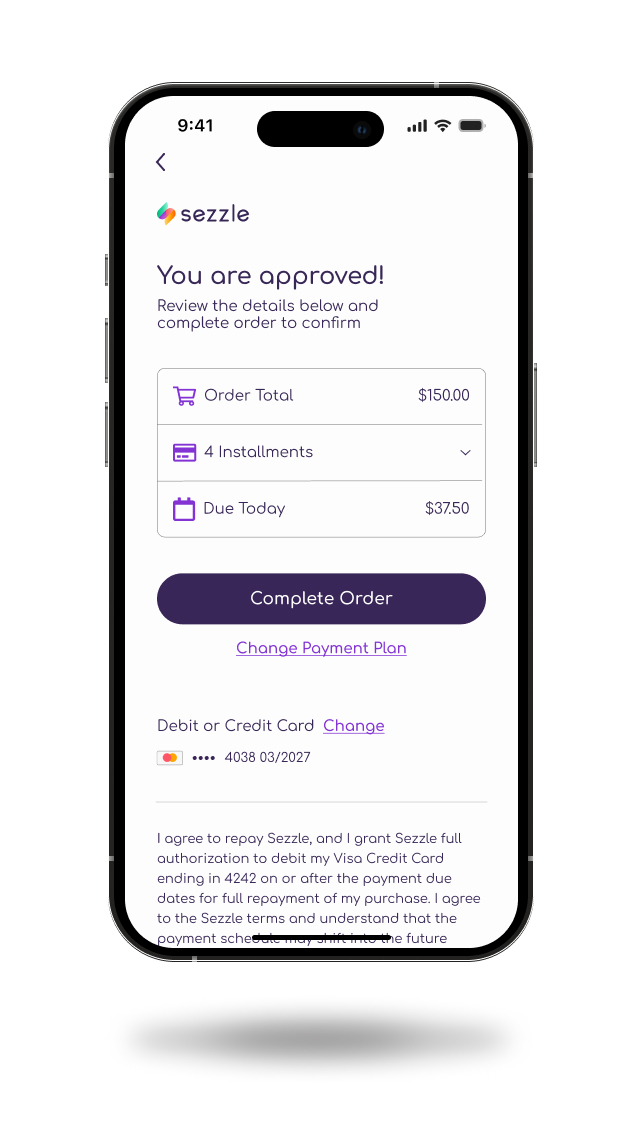 9:41
sezzle
You are approved!
Review the details below and
complete order to confirm
Order Total $150.00
4 Installments
Due Today $37.50
Complete Order
Change Payment Plan
Debit or Credit Card Change
•••• 4038 03/2027
I agree to repay Sezzle, and I grant Sezzle full
authorization to debit my Visa Credit Card
ending in 4242 on or after the payment due
dates for full repayment of my purchase. I agree
to the Sezzle terms and understand that the
payment schedule may shift into the future